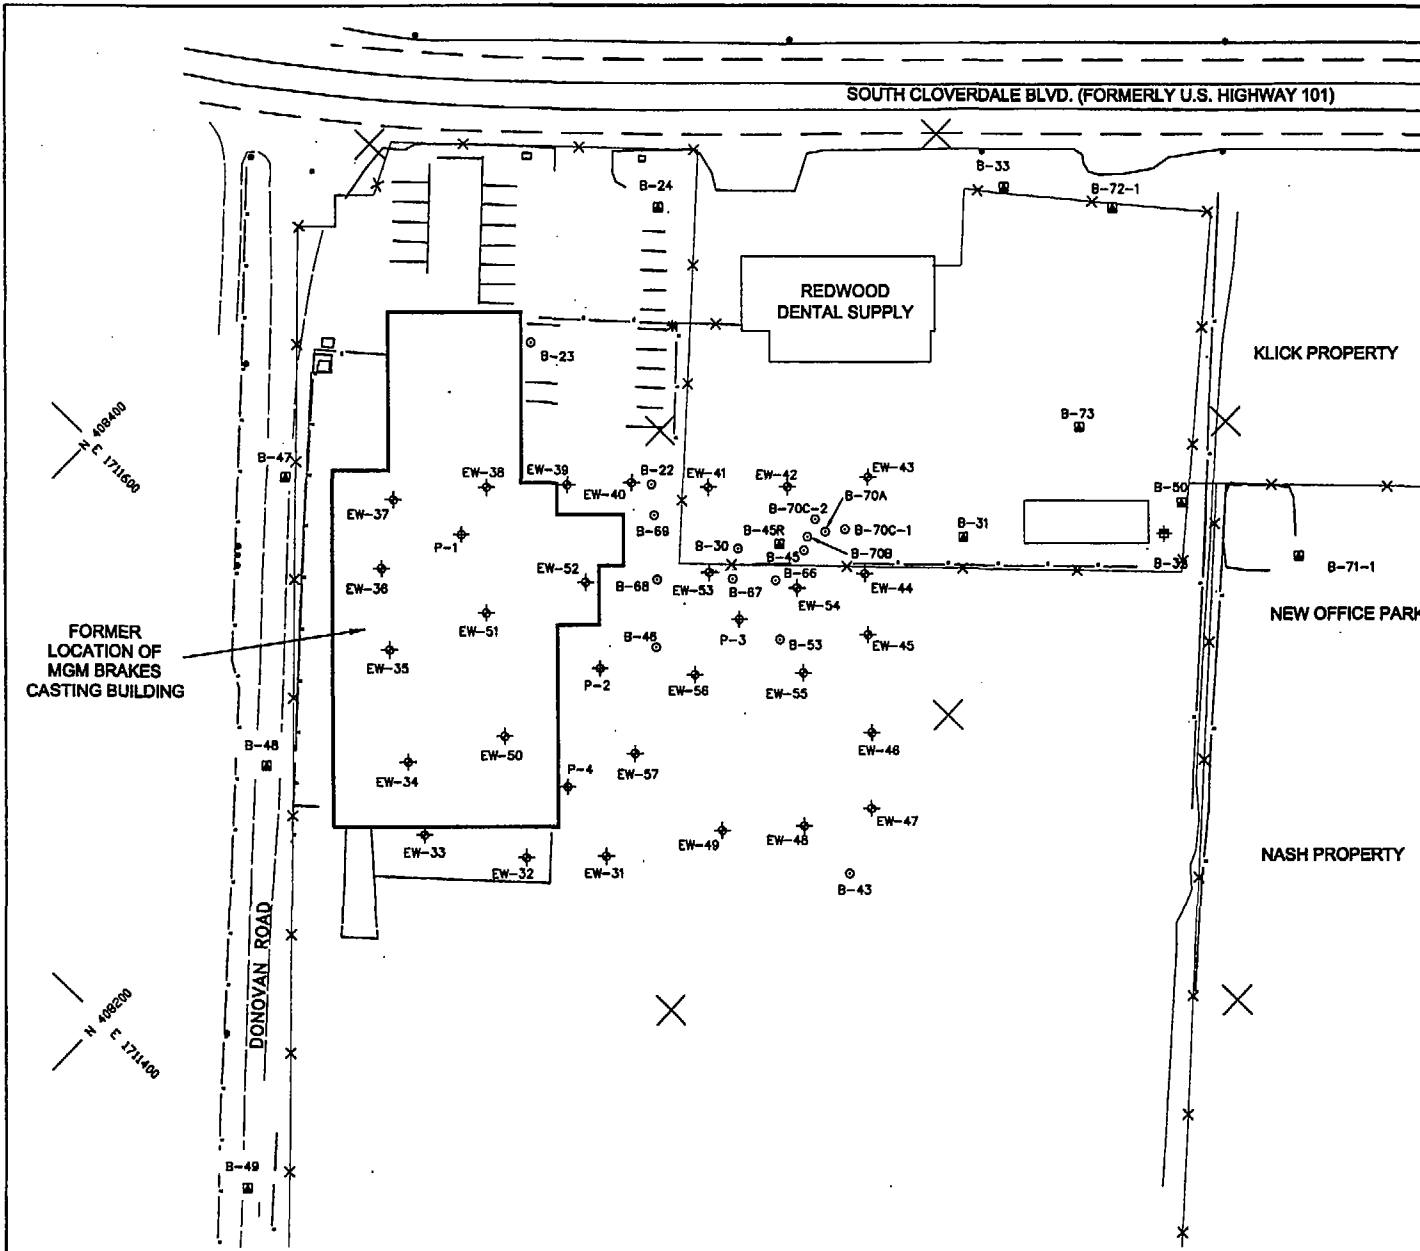 SOUTH CLOVERDALE BLVD. (FORMERLY U.S. HIGHWAY 101)
B-33
B-24
B-72-1
REDWOOD
DENTAL SUPPLY
B-23
KLICK PROPERTY
N 408400
E 1711600
B-73
B-47
EW-38
EW-39
EW-40
B-22
EW-41
EW-42
EW-43
EW-37
B-70C-2
B-70A
B-50
P-1
B-69
B-45R
B-70C-1
B-31
B-30
B-45
B-70B
EW-36
EW-52
B-68
EW-53
B-67
B-66
EW-54
EW-44
B-71-1
EW-51
NEW OFFICE PARK
FORMER
LOCATION OF
MGM BRAKES
CASTING BUILDING
EW-35
B-46
P-3
B-53
EW-45
P-2
EW-56
EW-55
B-48
EW-50
EW-46
EW-34
P-4
EW-57
EW-47
EW-33
EW-49
EW-48
EW-32
EW-31
B-43
NASH PROPERTY
DONOVAN ROAD
N 408200
E 1711400
B-49